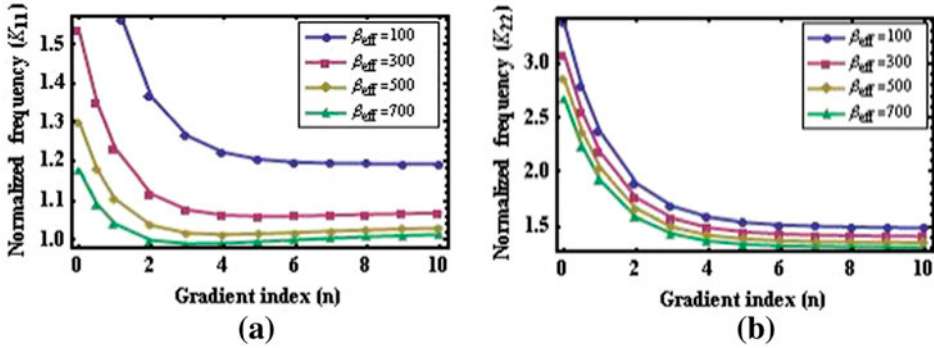 Normalized frequency (K11)
1.5
1.4
1.3
1.2
1.1
1.0
βeff=100
βeff=300
βeff=500
βeff=700
0 2 4 6 8 10
Gradient index (n)
(a)
Normalized frequency (K22)
3.0
2.5
2.0
1.5
βeff=100
βeff=300
βeff=500
βeff=700
0 2 4 6 8 10
Gradient index (n)
(b)